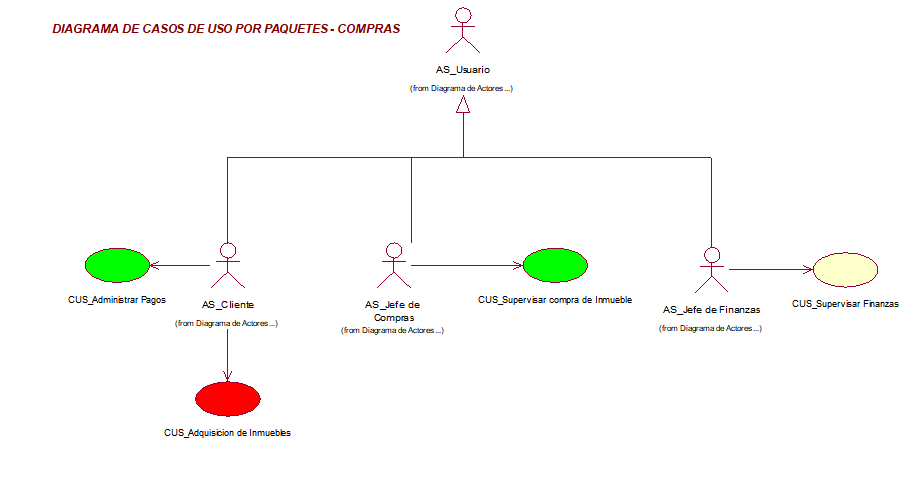 DIAGRAMA DE CASOS DE USO POR PAQUETES - COMPRAS
AS_Usuario
(from Diagrama de Actores...)
CUS_Administrar Pagos
AS_Cliente
(from Diagrama de Actores...)
AS_Jefe de
Compras
(from Diagrama de Actores...)
CUS_Supervisar compra de Inmueble
AS_Jefe de Finanzas
(from Diagrama de Actores...)
CUS_Supervisar Finanzas
CUS_Adquisicion de Inmuebles